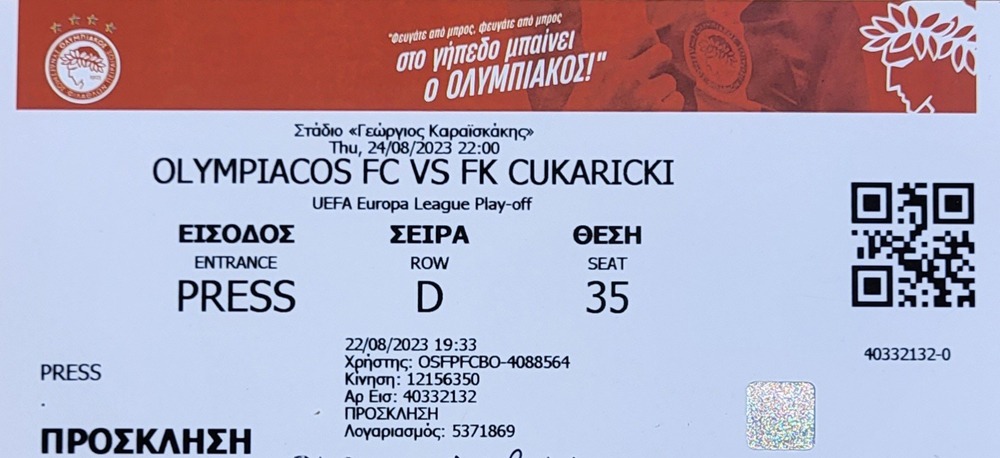 "Φευγάτε από μπρος, φευγάτε από μπρος
στο γήπεδο μπαίνει
ο ΟΛΥΜΠΙΑΚΟΣ!"
Στάδιο «Γεώργιος Καραϊσκάκης»
Thu, 24/08/2023 22:00
OLYMPIACOS FC VS FK CUKARICKI
UEFA Europa League Play-off
ΕΙΣΟΔΟΣ ΣΕΙΡΑ ΘΕΣΗ
ENTRANCE ROW SEAT
PRESS D 35
40332132-0
22/08/2023 19:33
Χρήστης: OSFPFCBO-4088564
Κίνηση: 12156350
Αρ Εισ: 40332132
ΠΡΟΣΚΛΗΣΗ
Λογαριασμός: 5371869
PRESS
.
ΠΡΟΣΚΛΗΣΗ